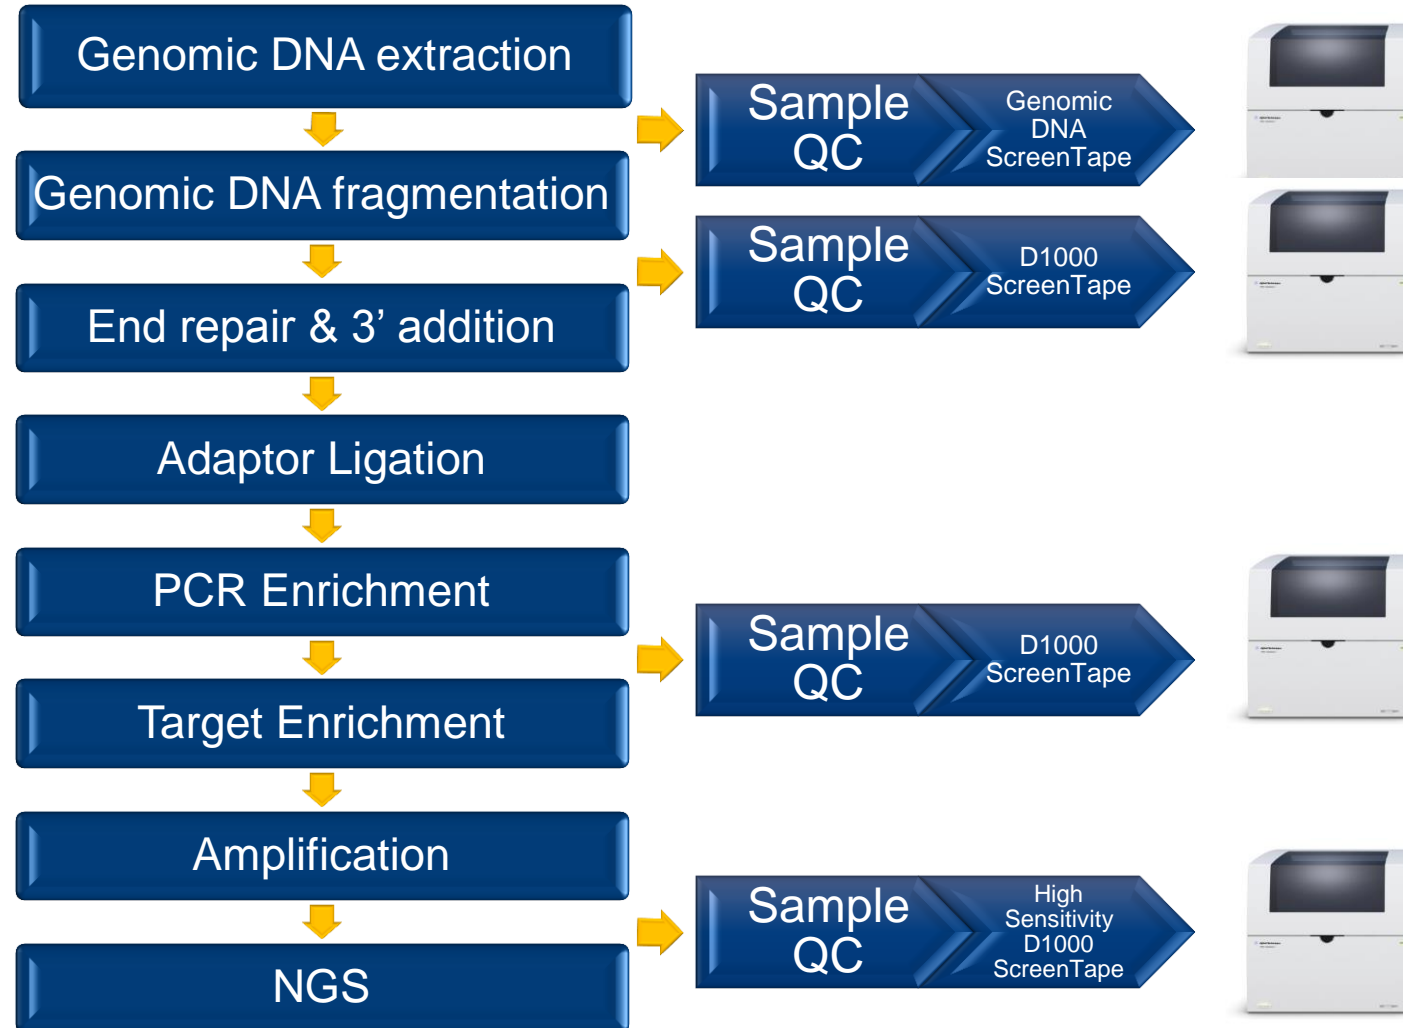 Genomic DNA extraction
Sample
QC
Genomic
DNA
ScreenTape
Genomic DNA fragmentation
Sample
QC
D1000
ScreenTape
End repair & 3’ addition
Adaptor Ligation
PCR Enrichment
Sample
QC
D1000
ScreenTape
Target Enrichment
Amplification
Sample
QC
High
Sensitivity
D1000
ScreenTape
NGS